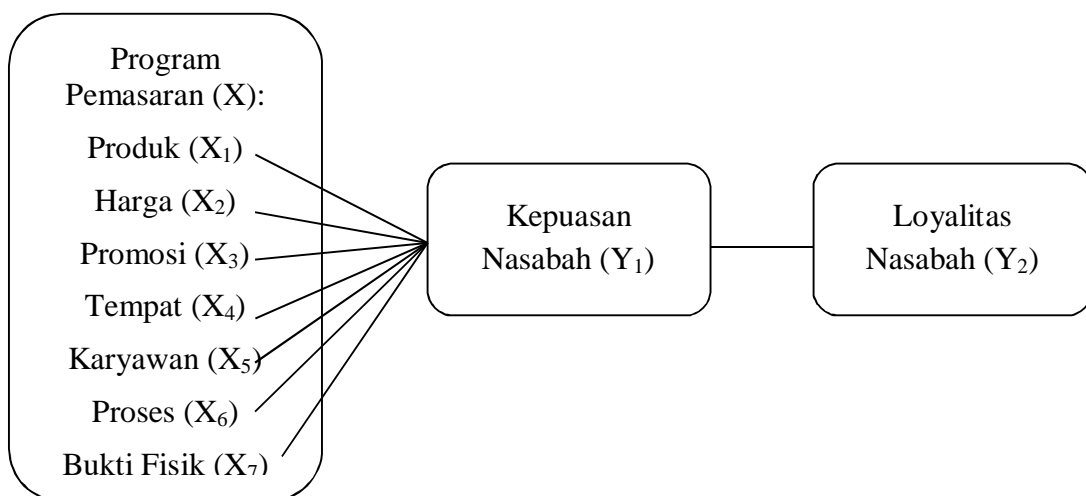 Program
Pemasaran (X):
Produk (X₁)
Harga (X₂)
Promosi (X₃)
Tempat (X₄)
Karyawan (X₅)
Proses (X₆)
Bukti Fisik (X₇)
Kepuasan
Nasabah (Y₁)
Loyalitas
Nasabah (Y₂)